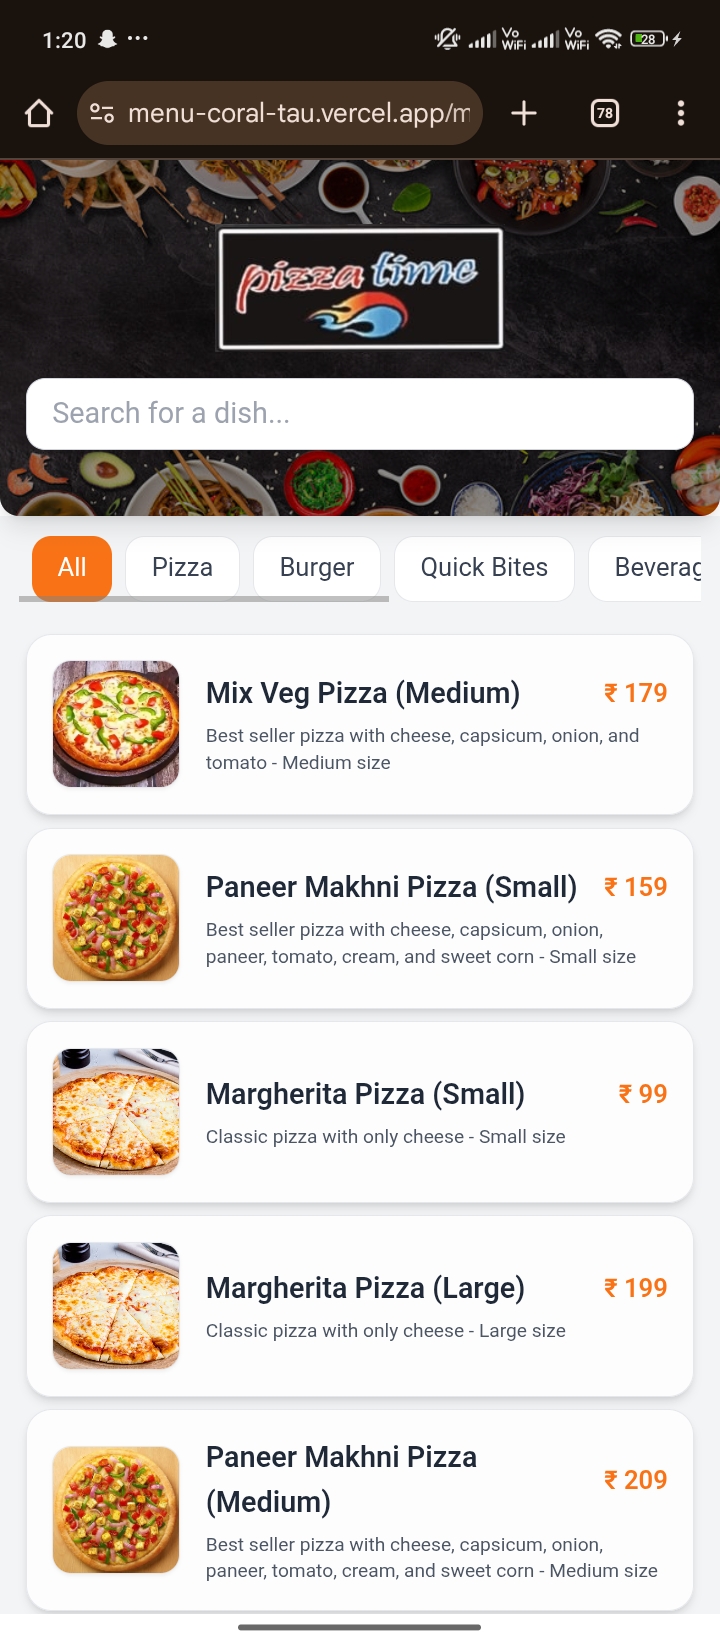 1:20
Vo WiFi
Vo WiFi
28
menu-coral-tau.vercel.app/m
78
pizza time
Search for a dish...
All
Pizza
Burger
Quick Bites
Beverag
Mix Veg Pizza (Medium)
₹ 179
Best seller pizza with cheese, capsicum, onion, and
tomato - Medium size
Paneer Makhni Pizza (Small)
₹ 159
Best seller pizza with cheese, capsicum, onion,
paneer, tomato, cream, and sweet corn - Small size
Margherita Pizza (Small)
₹ 99
Classic pizza with only cheese - Small size
Margherita Pizza (Large)
₹ 199
Classic pizza with only cheese - Large size
Paneer Makhni Pizza
(Medium)
₹ 209
Best seller pizza with cheese, capsicum, onion,
paneer, tomato, cream, and sweet corn - Medium size